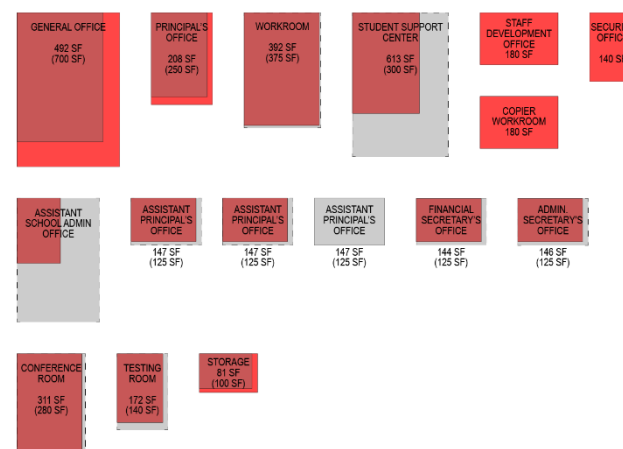 GENERAL OFFICE
492 SF
(700 SF)
PRINCIPAL'S
OFFICE
208 SF
(250 SF)
WORKROOM
392 SF
(375 SF)
STUDENT SUPPORT
CENTER
613 SF
(300 SF)
STAFF
DEVELOPMENT
OFFICE
180 SF
SECUR
OFFIC
140 SF
COPIER
WORKROOM
180 SF
ASSISTANT
SCHOOL ADMIN
OFFICE
ASSISTANT
PRINCIPAL'S
OFFICE
147 SF
(125 SF)
ASSISTANT
PRINCIPAL'S
OFFICE
147 SF
(125 SF)
ASSISTANT
PRINCIPAL'S
OFFICE
147 SF
(125 SF)
FINANCIAL
SECRETARY'S
OFFICE
144 SF
(125 SF)
ADMIN.
SECRETARY'S
OFFICE
146 SF
(125 SF)
CONFERENCE
ROOM
311 SF
(280 SF)
TESTING
ROOM
172 SF
(140 SF)
STORAGE
81 SF
(100 SF)